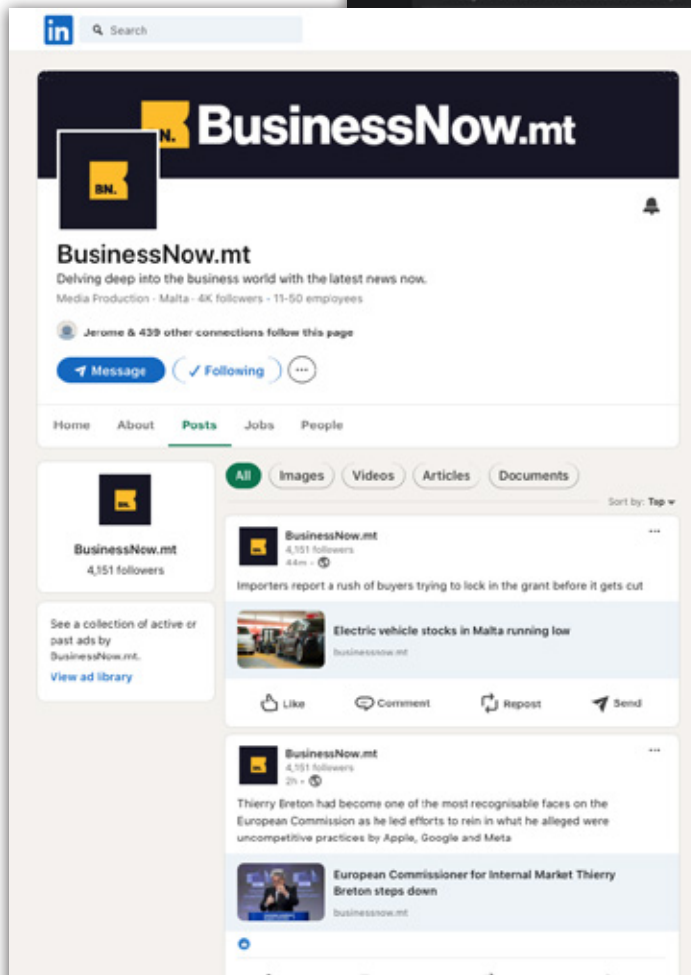 in
Search
BN.
BusinessNow.mt
BN.
BusinessNow.mt
Delving deep into the business world with the latest news now.
Media Production - Malta - 4K followers - 11-50 employees
Jerome & 439 other connections follow this page
Message
Following
Home About Posts Jobs People
BN.
BusinessNow.mt
4,151 followers
See a collection of active or
past ads by
BusinessNow.mt.
View ad library
All Images Videos Articles Documents
Sort by: Top
BusinessNow.mt
4,151 followers
44m
Importers report a rush of buyers trying to lock in the grant before it gets cut
Electric vehicle stocks in Malta running low
businessnow.mt
Like Comment Repost Send
BusinessNow.mt
4,151 followers
2h
Thierry Breton had become one of the most recognisable faces on the
European Commission as he led efforts to rein in what he alleged were
uncompetitive practices by Apple, Google and Meta
European Commissioner for Internal Market Thierry
Breton steps down
businessnow.mt